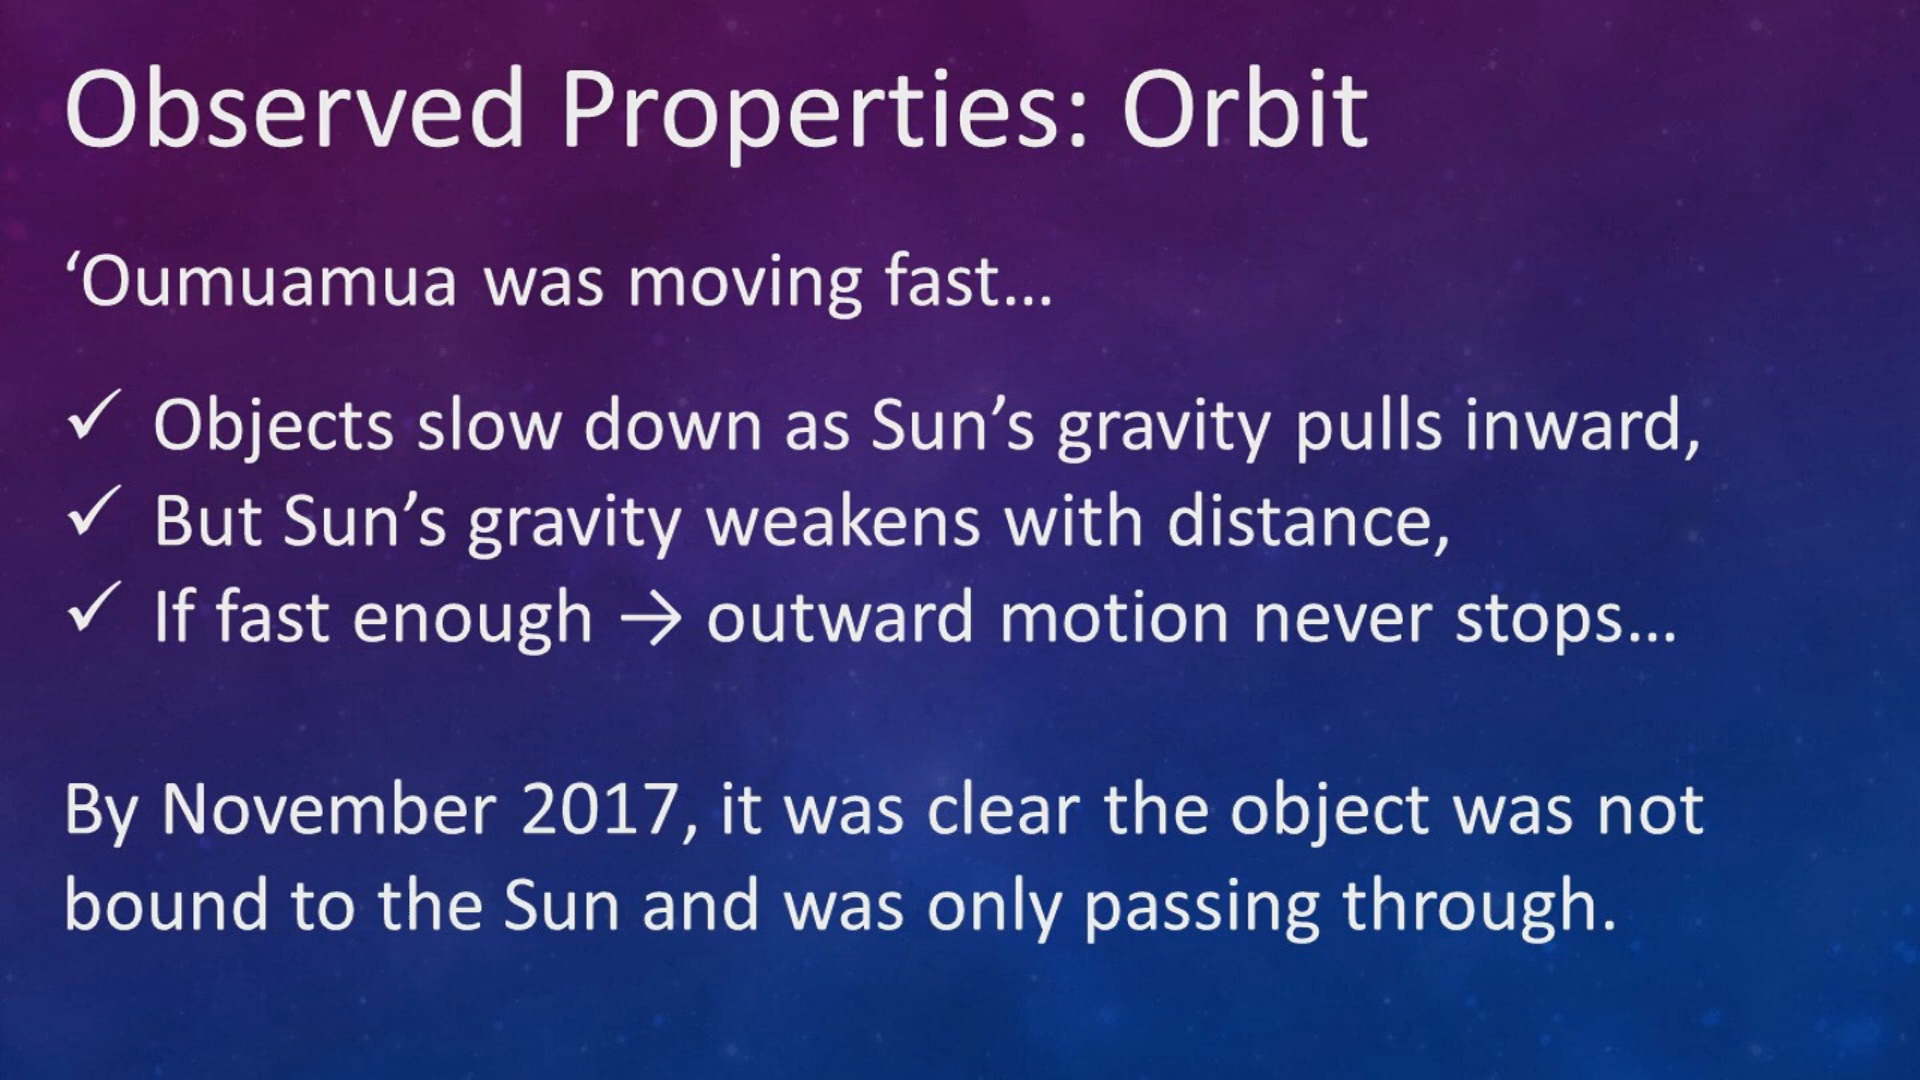 Observed Properties: Orbit
‘Oumuamua was moving fast...
✓ Objects slow down as Sun’s gravity pulls inward,
✓ But Sun’s gravity weakens with distance,
✓ If fast enough → outward motion never stops...
By November 2017, it was clear the object was not
bound to the Sun and was only passing through.